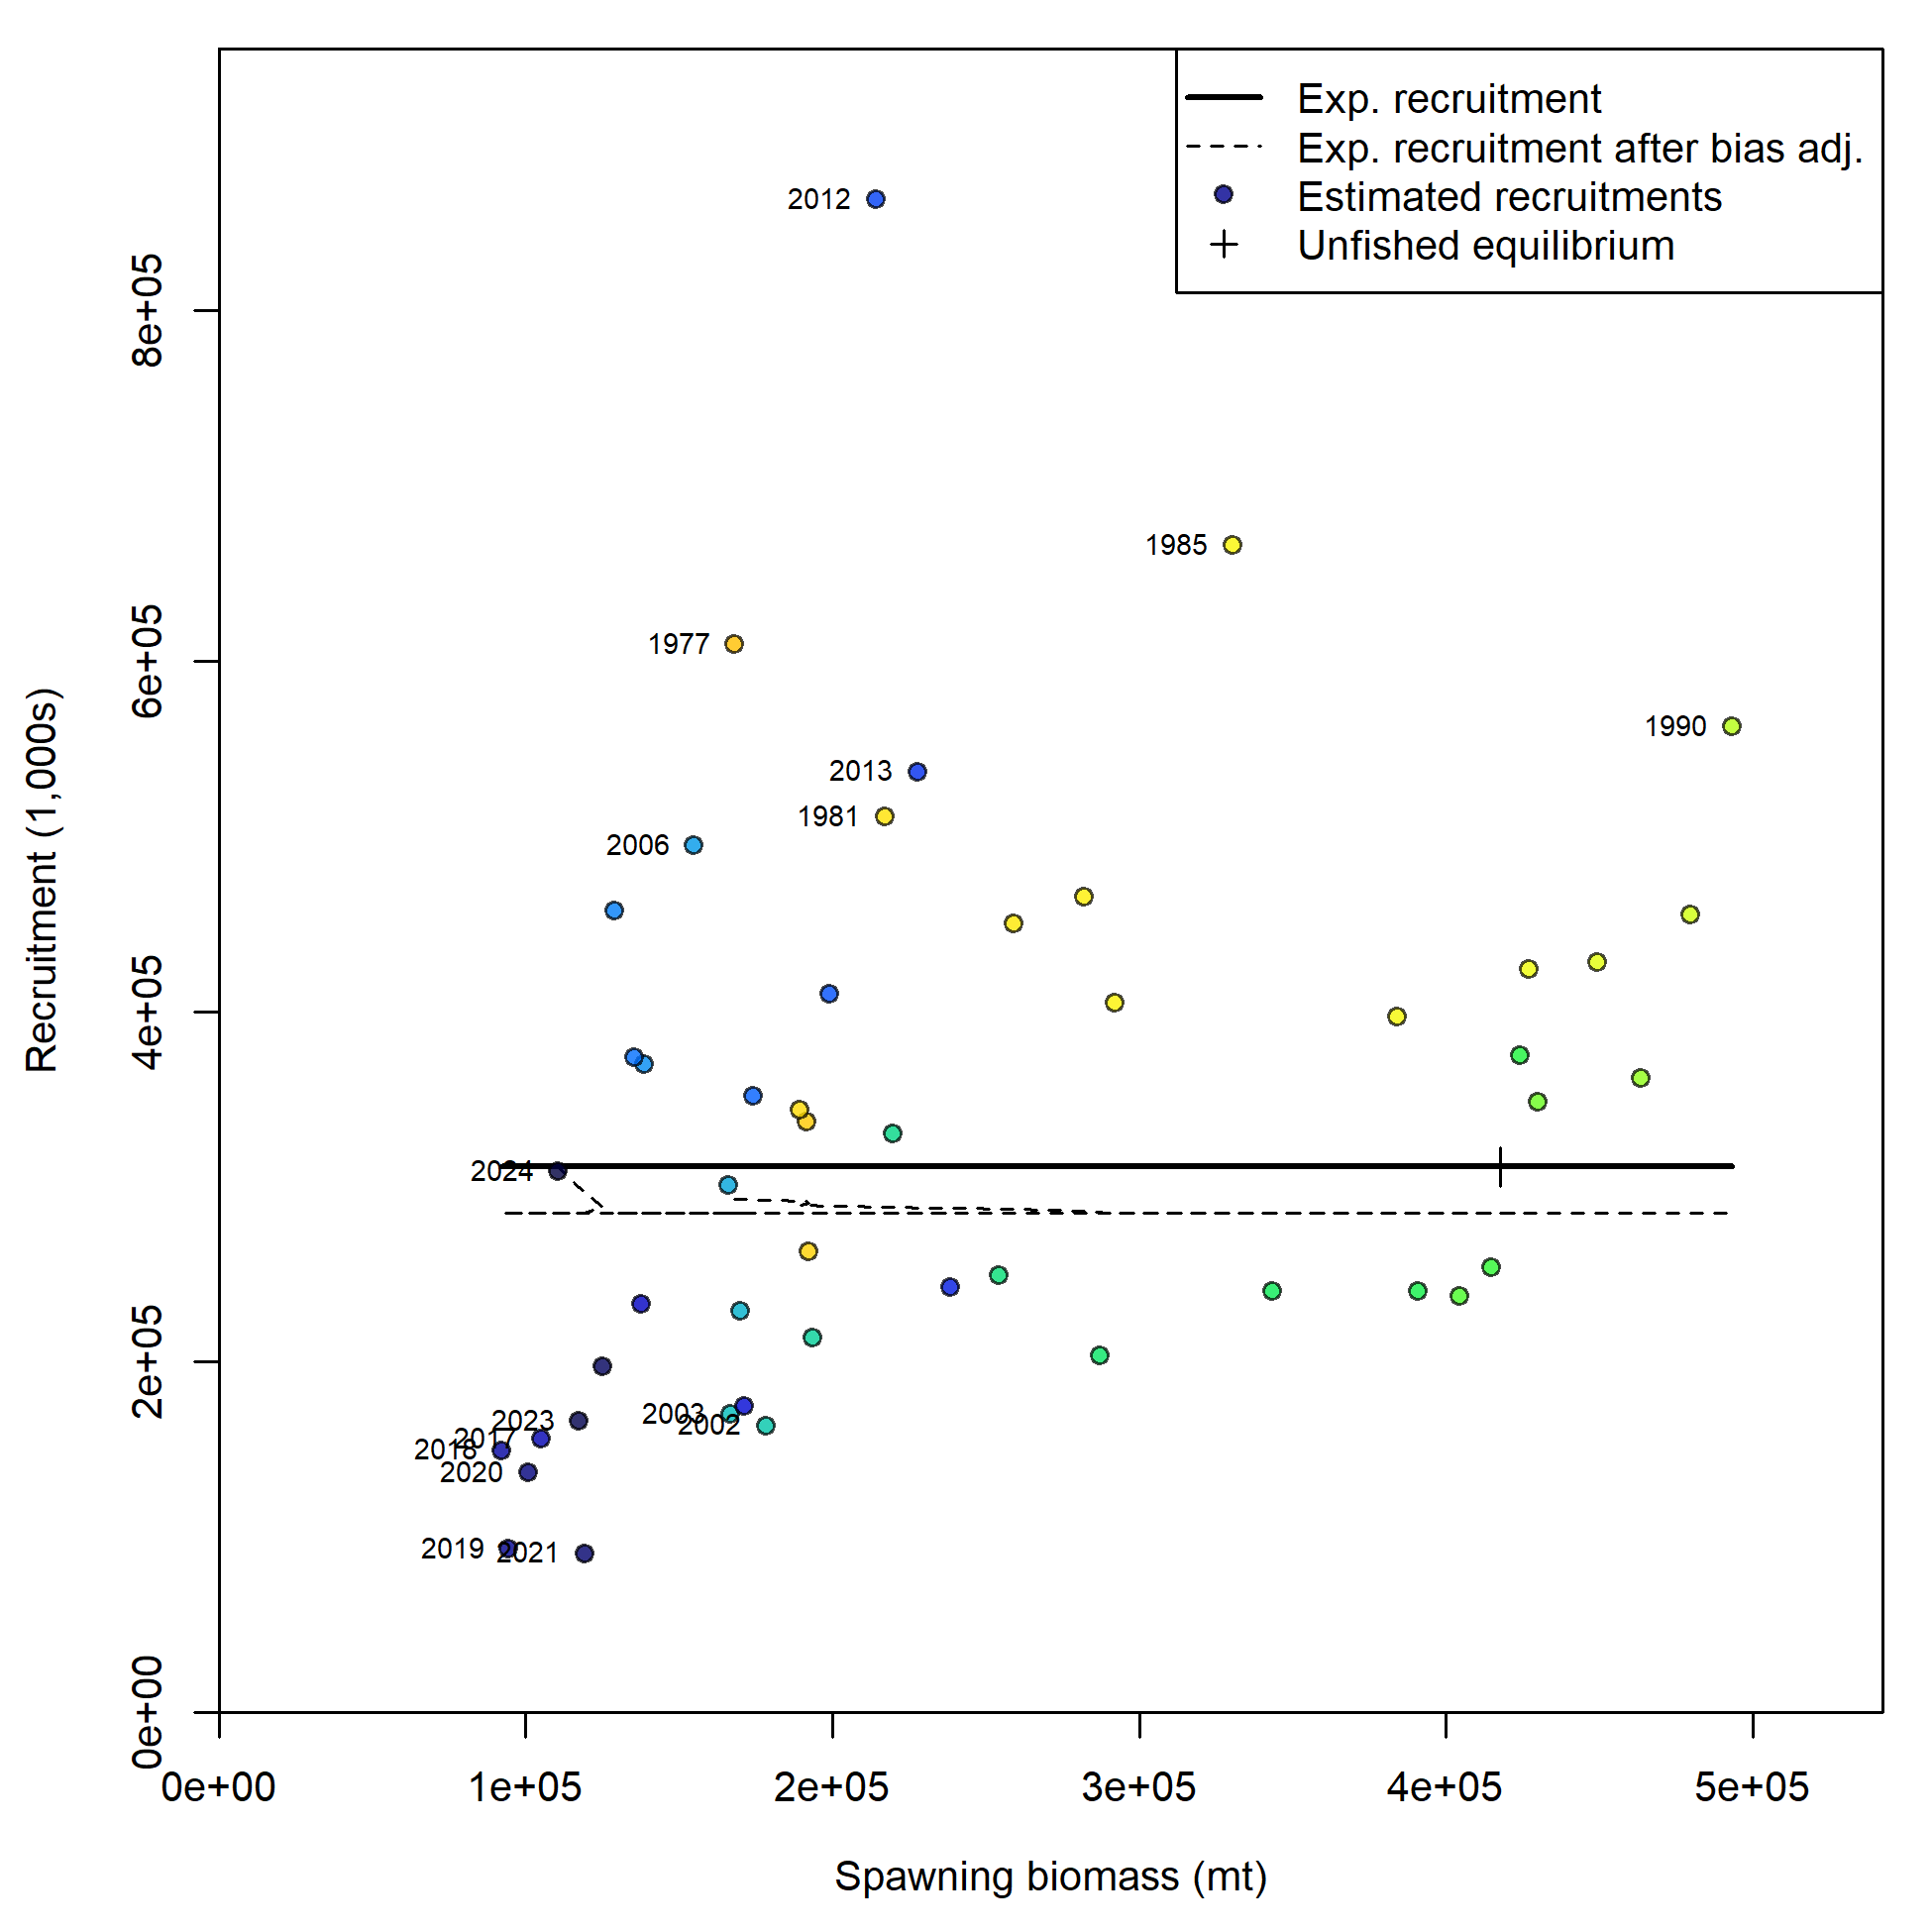 Exp. recruitment
Exp. recruitment after bias adj.
Estimated recruitments
Unfished equilibrium
2012
1985
1977
1990
2013
1981
2006
2024
2003
2002
2023
2017
2018
2020
2019
2021
Recruitment (1,000s)
8e+05
6e+05
4e+05
2e+05
0e+00
0e+00 1e+05 2e+05 3e+05 4e+05 5e+05
Spawning biomass (mt)